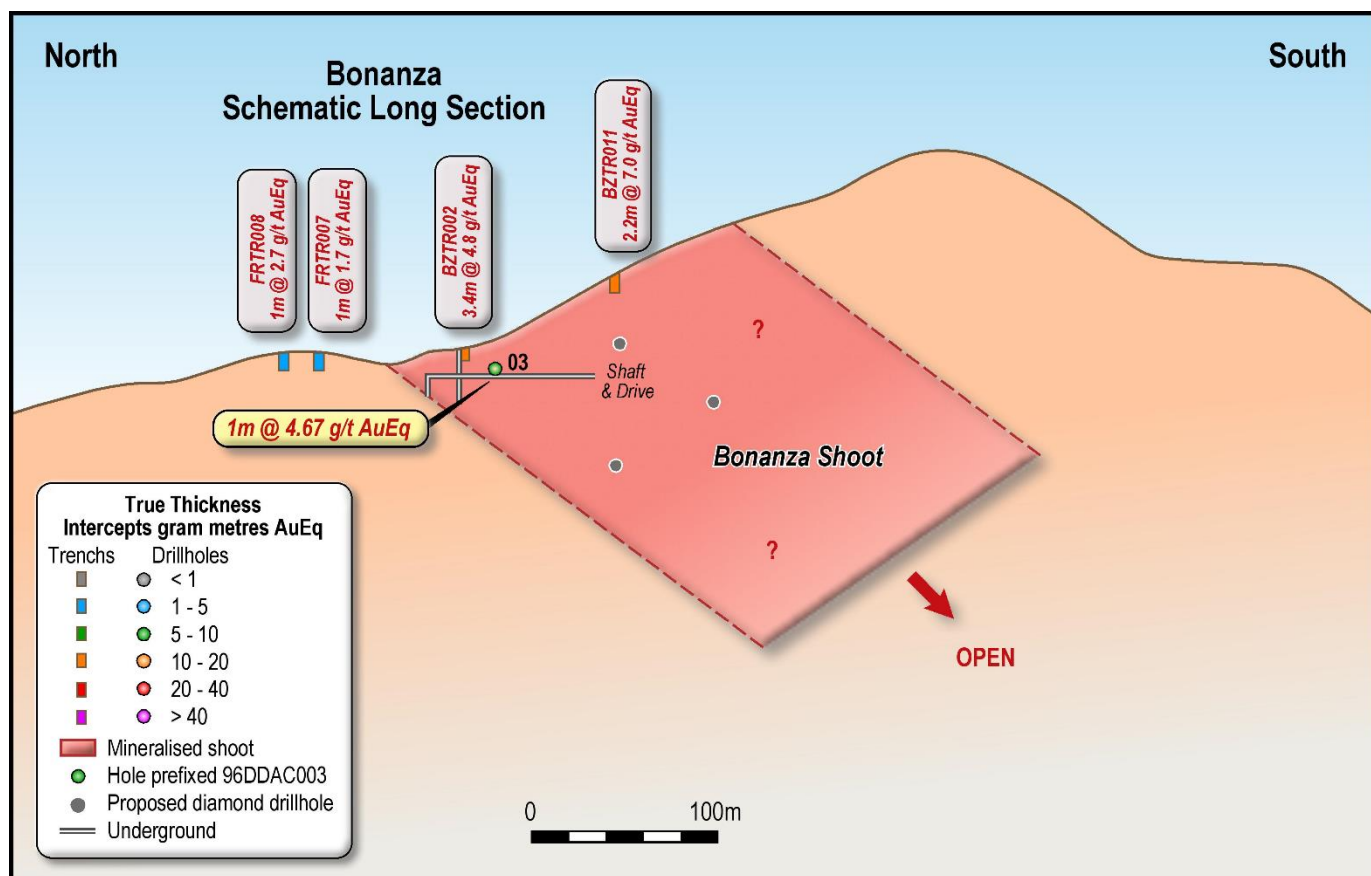 North
South
Bonanza
Schematic Long Section
FRTR008
1m @ 2.7 g/t AuEq
FRTR007
1m @ 1.7 g/t AuEq
BZTR002
3.4m @ 4.8 g/t AuEq
BZTR011
2.2m @ 7.0 g/t AuEq
?
03
Shaft
& Drive
1m @ 4.67 g/t AuEq
Bonanza Shoot
?
OPEN
True Thickness
Intercepts gram metres AuEq
Trenchs Drillholes
< 1
1 - 5
5 - 10
10 - 20
20 - 40
> 40
Mineralised shoot
Hole prefixed 96DDAC003
Proposed diamond drillhole
Underground
0 100m